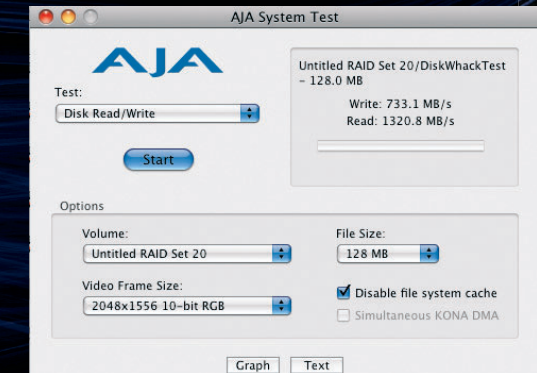 AJA System Test
AJA
Test:
Disk Read/Write
Start
Untitled RAID Set 20/DiskWhackTest
- 128.0 MB
Write: 733.1 MB/s
Read: 1320.8 MB/s
Options
Volume:
Untitled RAID Set 20
File Size:
128 MB
Video Frame Size:
2048x1556 10-bit RGB
Disable file system cache
Simultaneous KONA DMA
Graph
Text